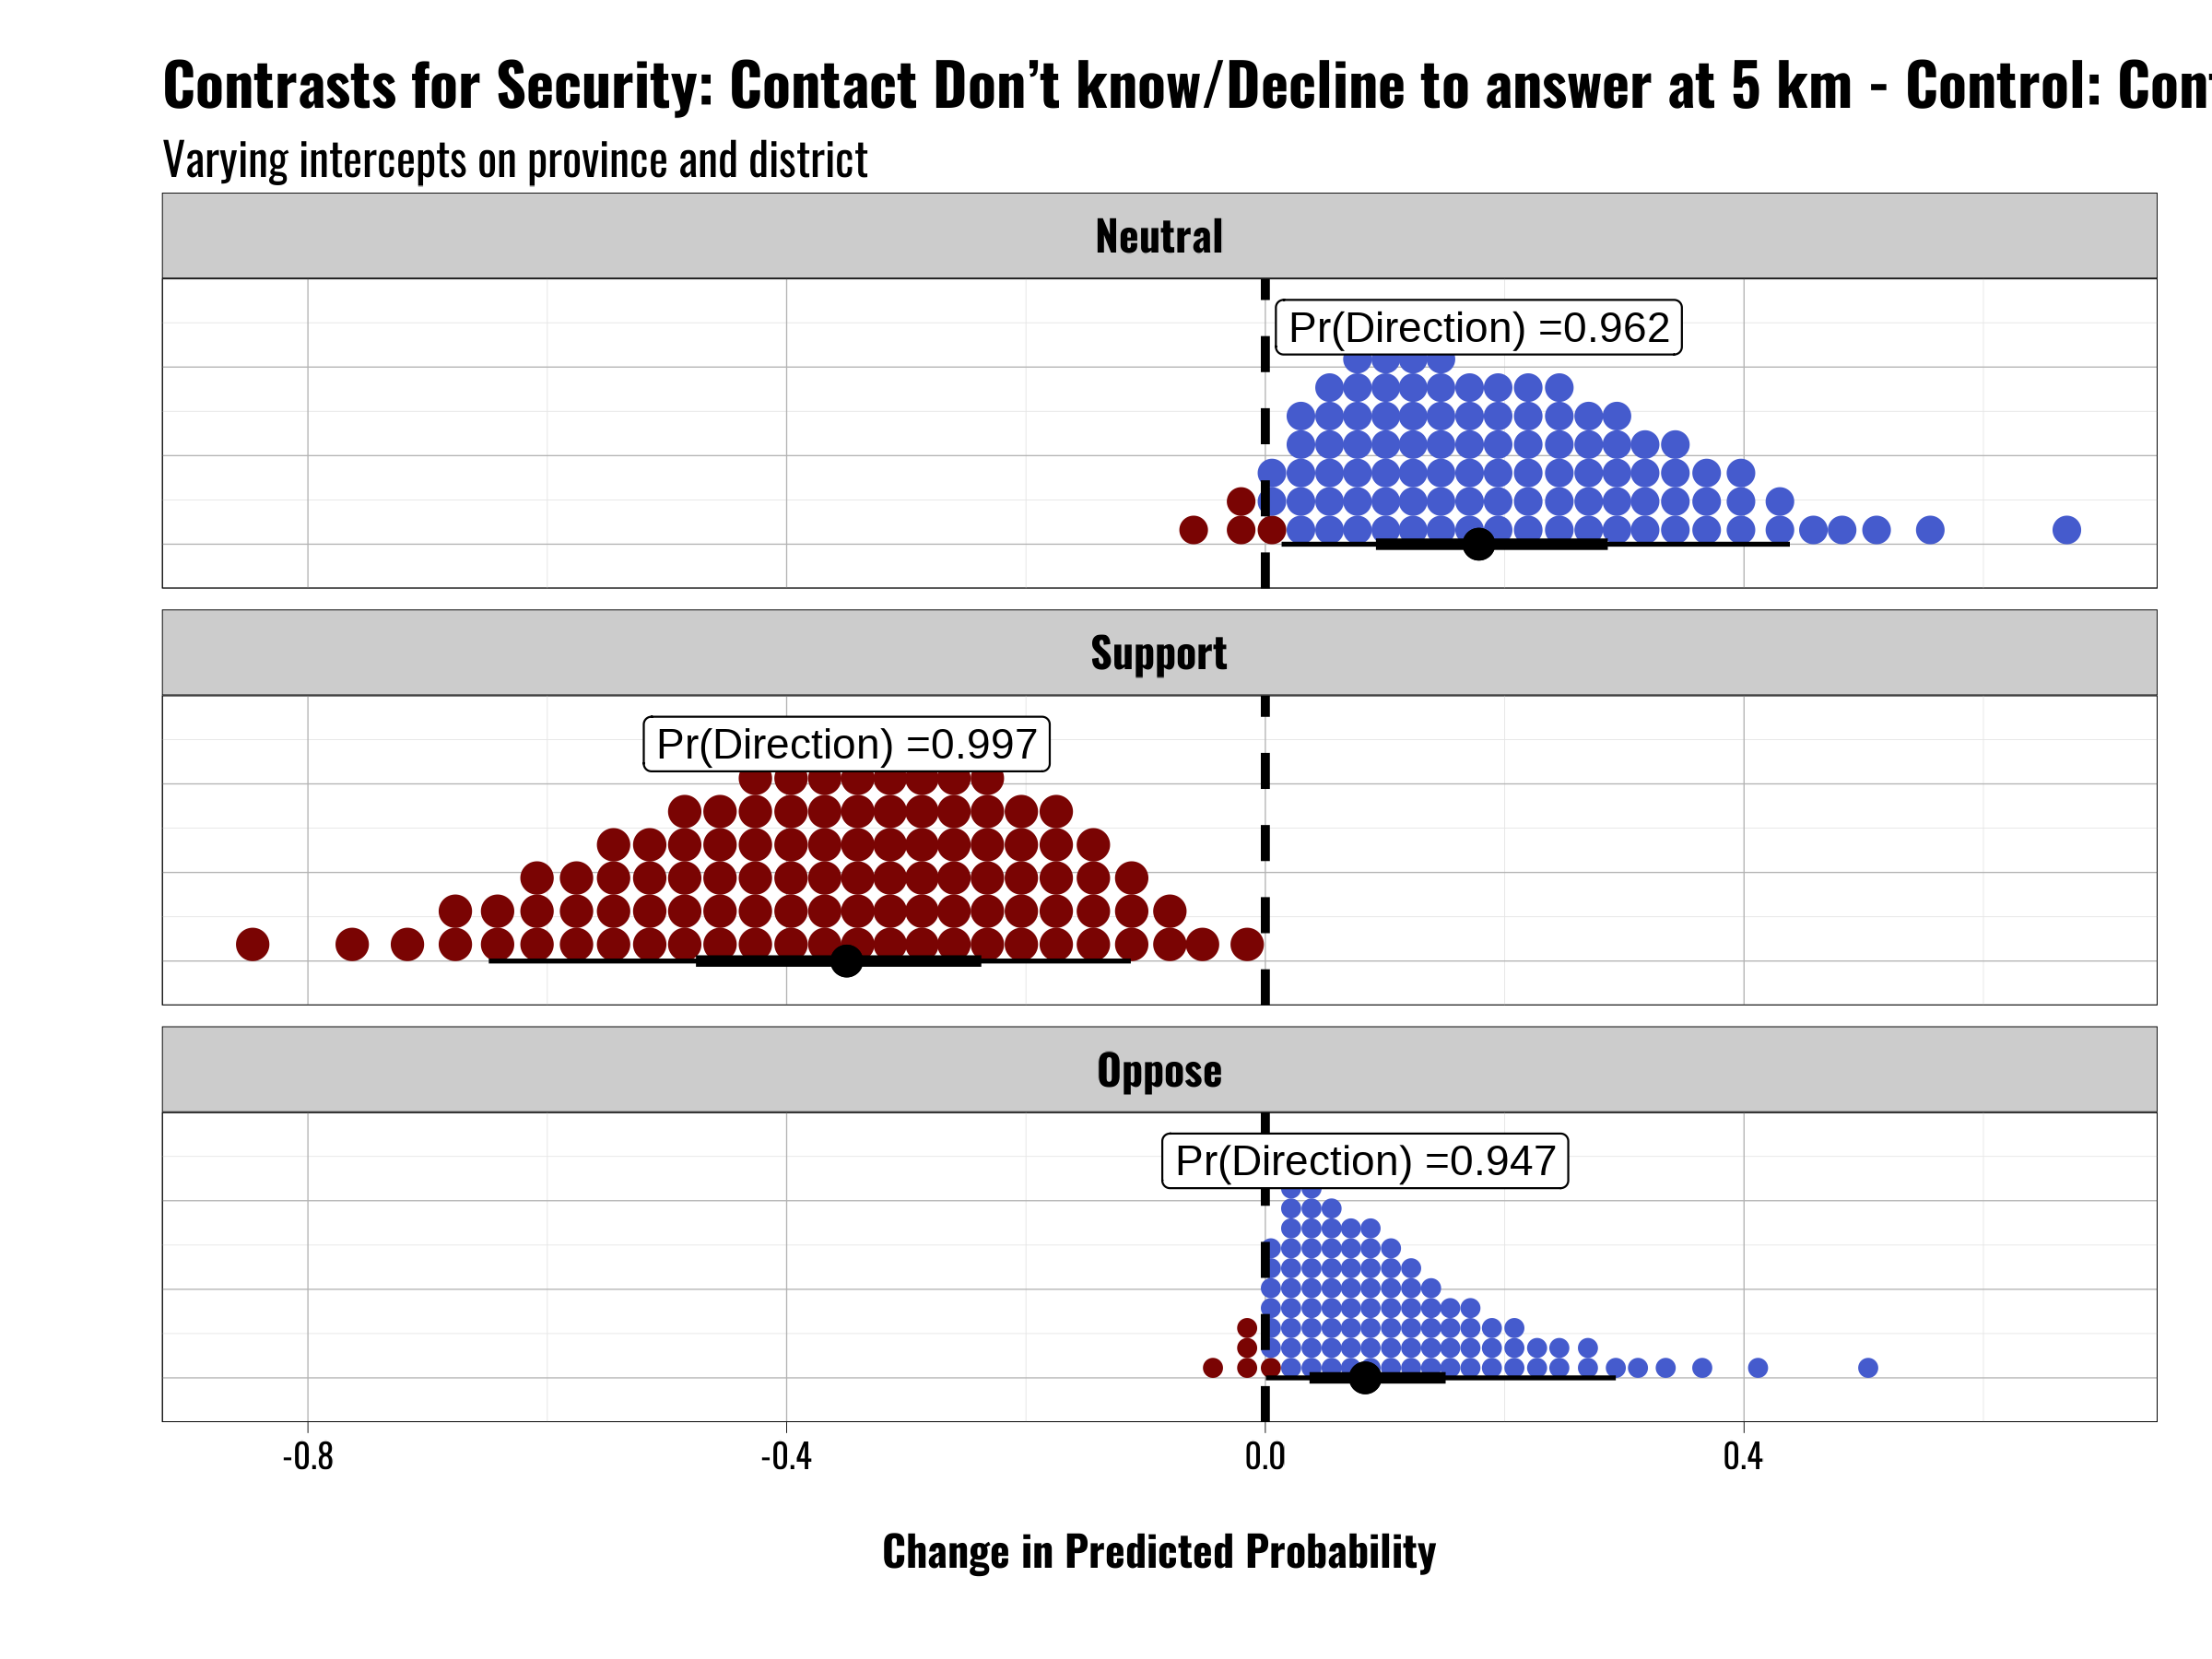 Contrasts for Security: Contact Don’t know/Decline to answer at 5 km - Control: Con
Varying intercepts on province and district
Neutral
Pr(Direction) =0.962
Support
Pr(Direction) =0.997
Oppose
Pr(Direction) =0.947
-0.8 -0.4 0.0 0.4
Change in Predicted Probability